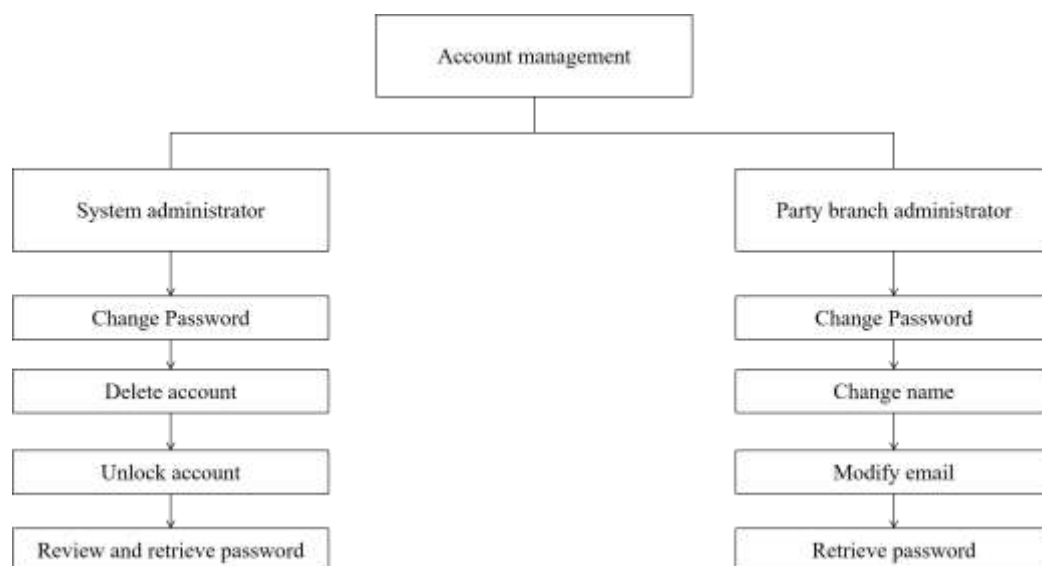 Account management
System administrator
Party branch administrator
Change Password
Change Password
Delete account
Change name
Unlock account
Modify email
Review and retrieve password
Retrieve password